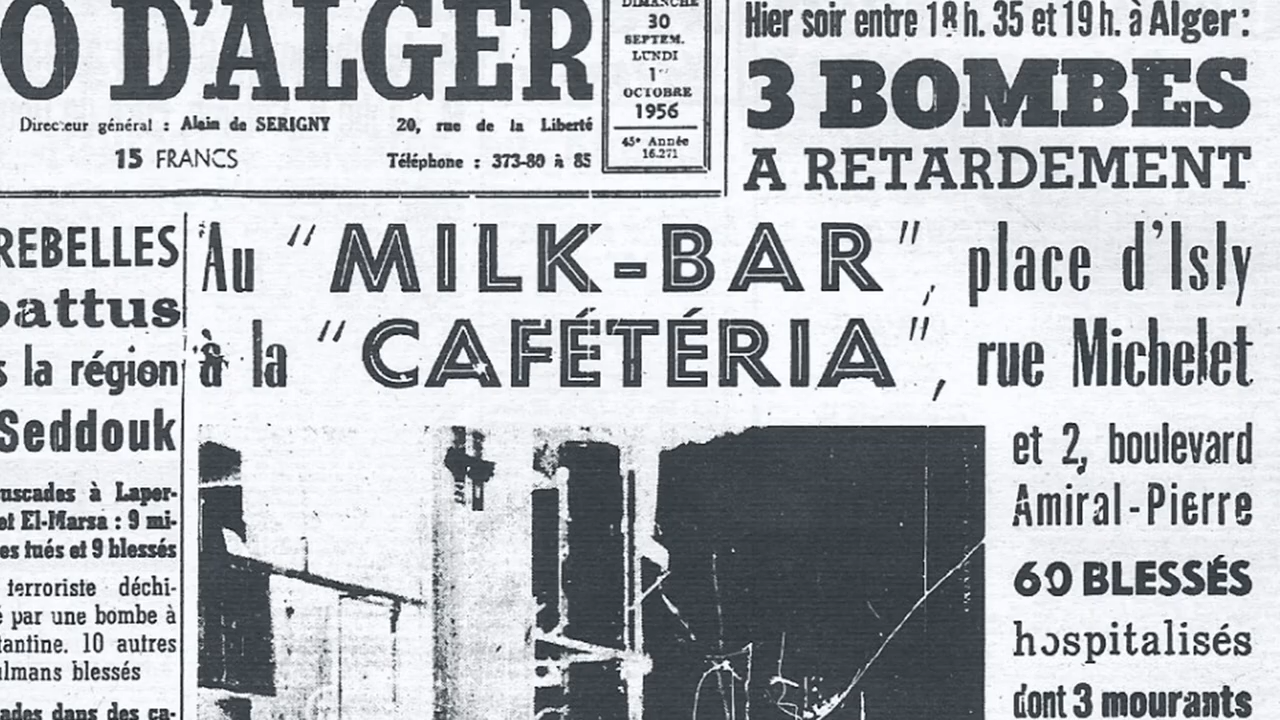 O D'ALGER
Directeur général : Alain de SERIGNY
20, rue de la Liberté
15 FRANCS
Téléphone : 373-80 à 85
DIMANCHE
30
SEPTEM.
LUNDI
1er
OCTOBRE
1956
45e Année
16.271
Hier soir entre 18 h. 35 et 19 h. à Alger :
3 BOMBES
A RETARDEMENT
Au "MILK-BAR", place d'Isly
à la "CAFÉTÉRIA", rue Michelet
et 2, boulevard
Amiral-Pierre
60 BLESSÉS
hospitalisés
dont 3 mourants
REBELLES
battus
s la région
Seddouk
uscades à Laper-
et El-Marsa : 9 mi-
es tués et 9 blessés
terroriste déchi-
é par une bombe à
tantine. 10 autres
ulmans blessés
ades dans des ca-